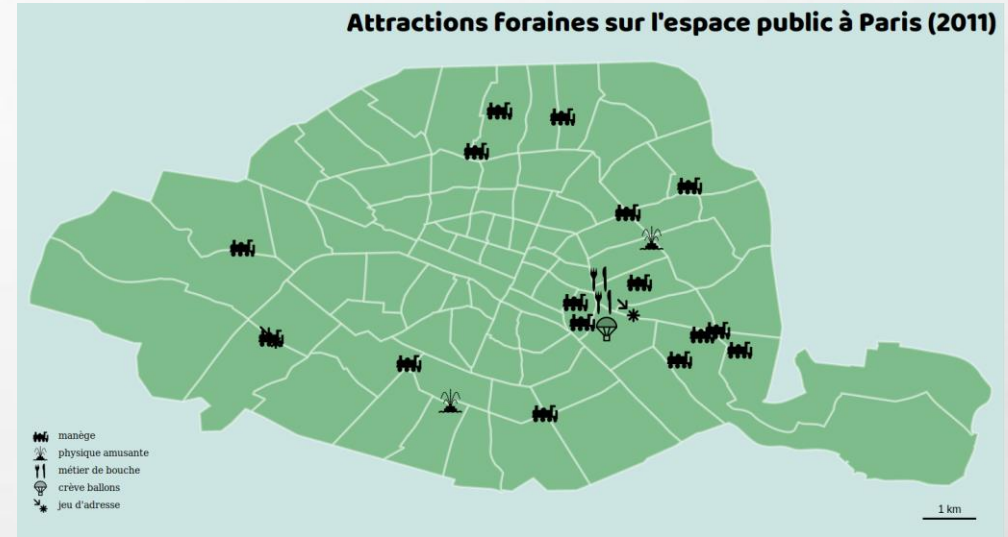 Attractions foraines sur l'espace public à Paris (2011)
manège
physique amusante
métier de bouche
crève ballons
jeu d'adresse
1 km